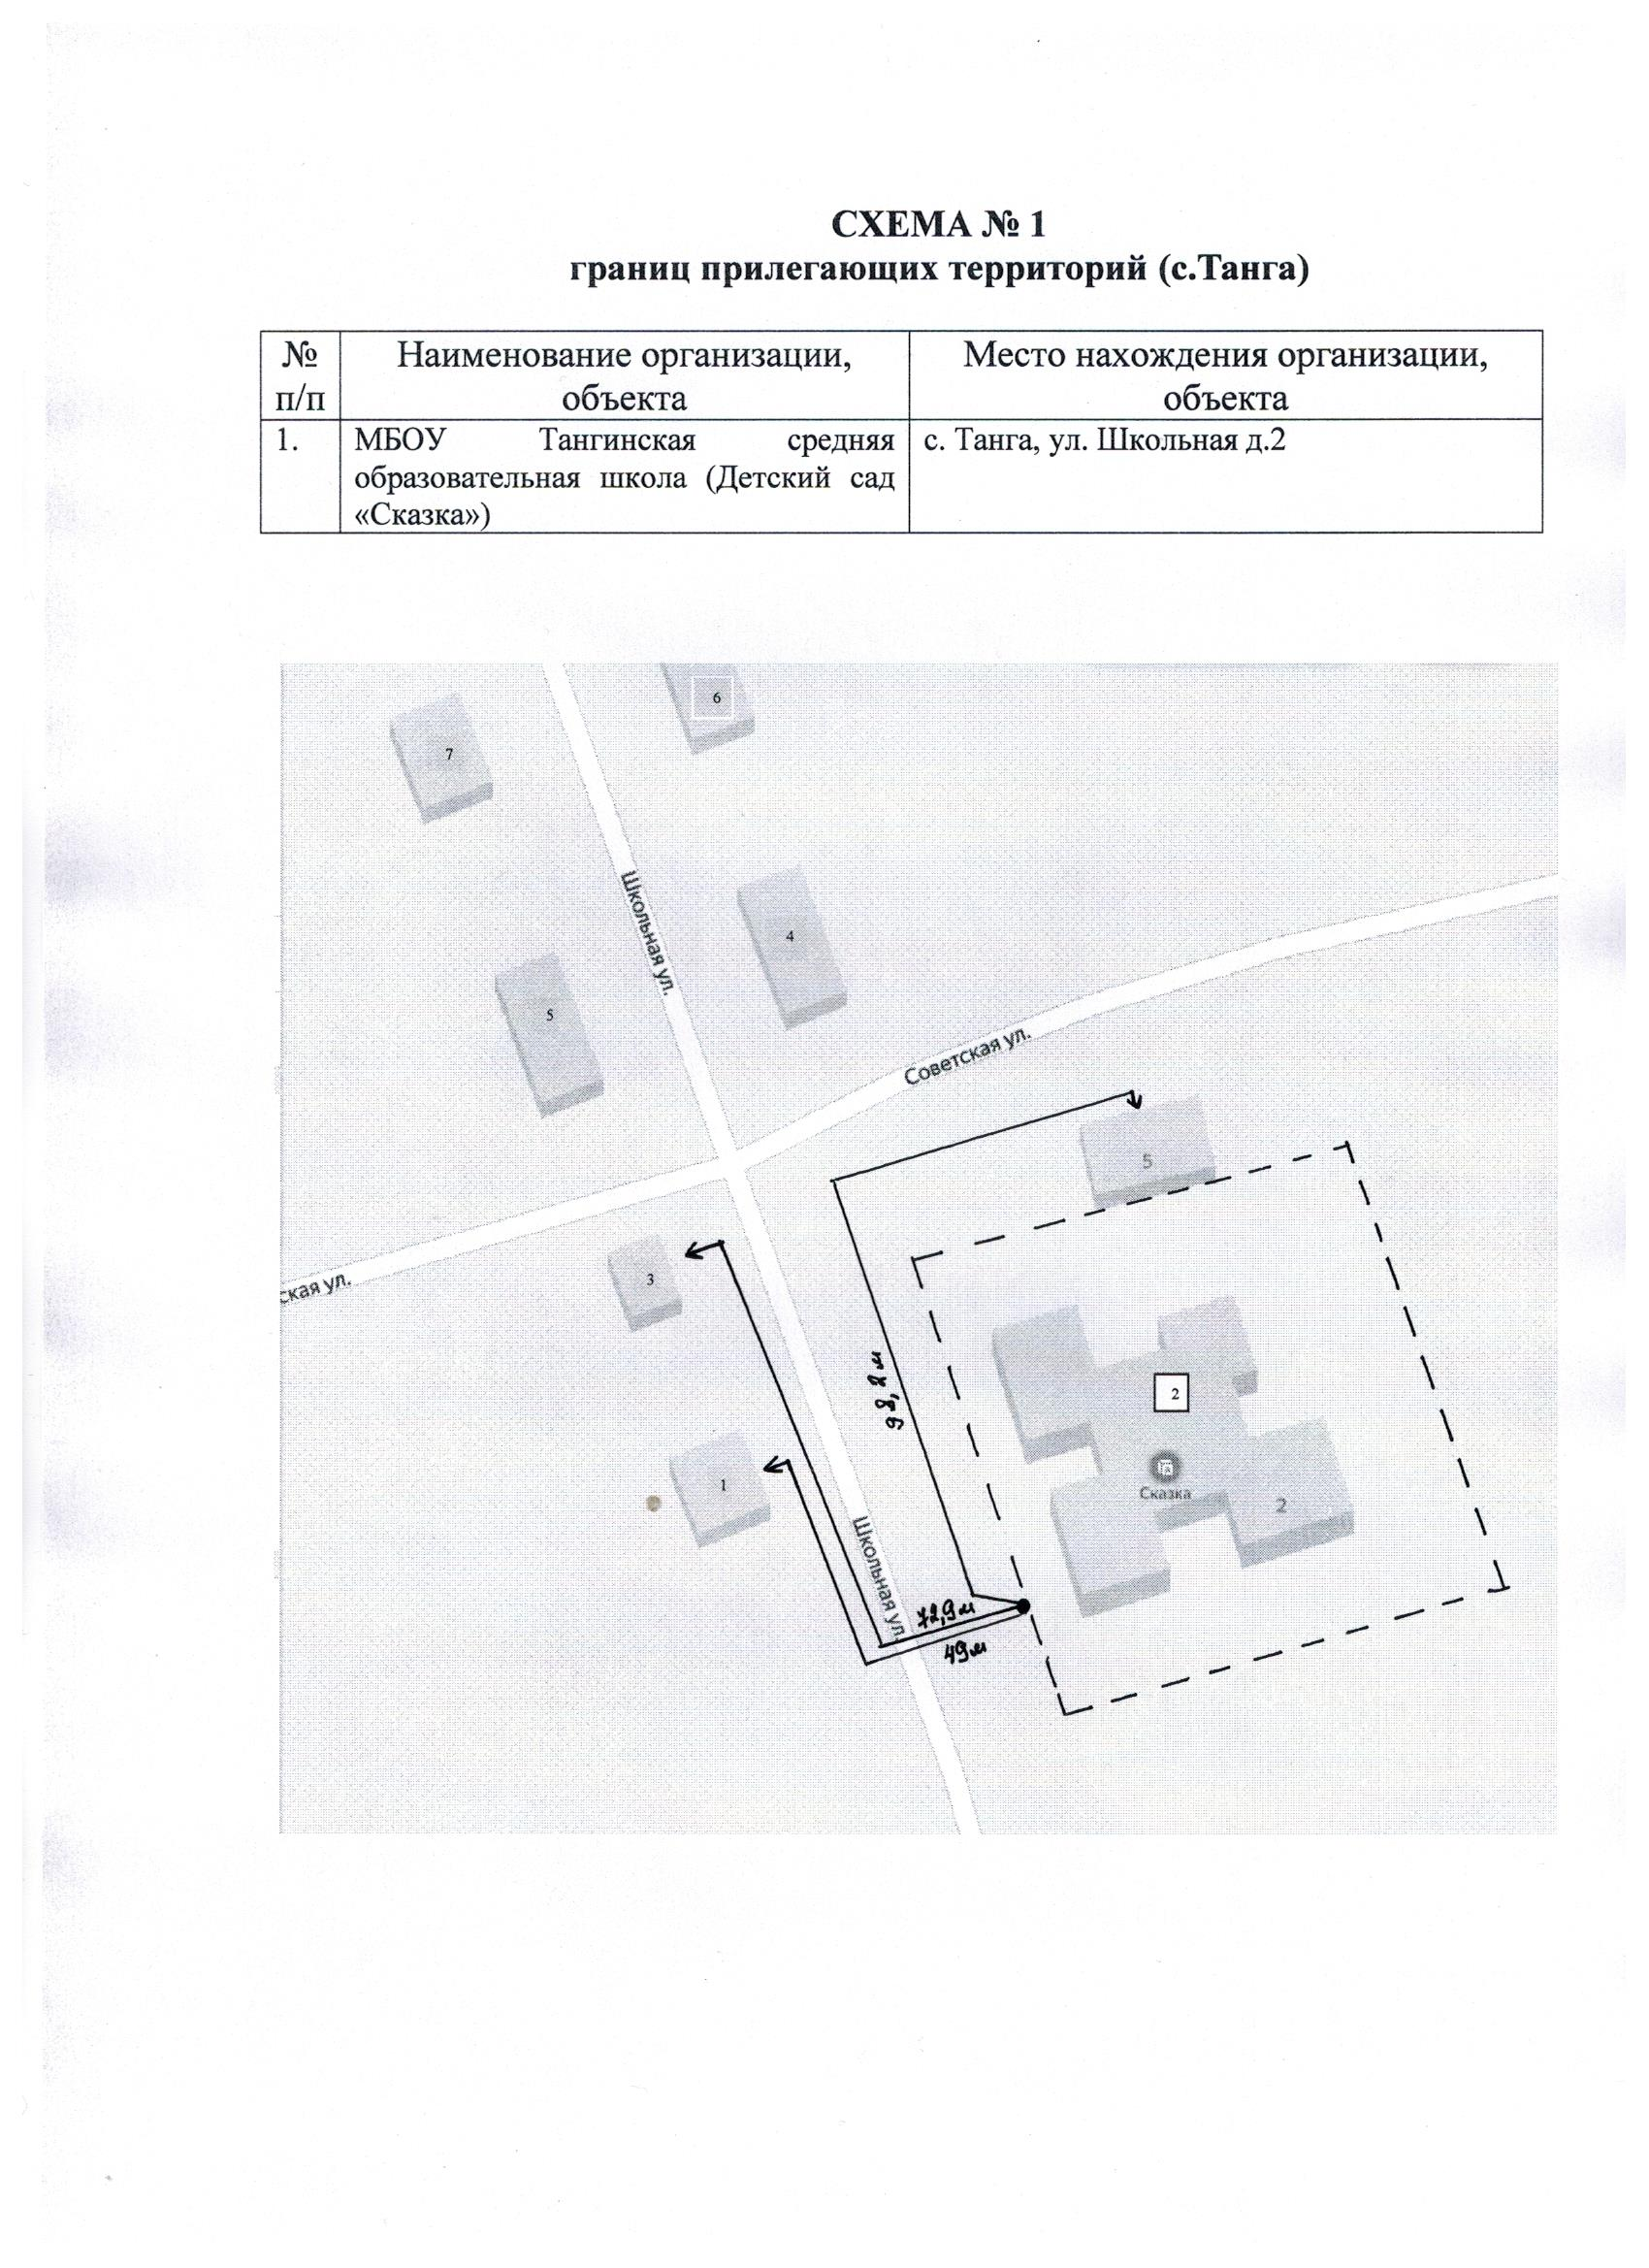 СХЕМА № 1
границ прилегающих территорий (с.Танга)
№ п/п
Наименование организации, объекта
Место нахождения организации, объекта
1.
МБОУ Тангинская средняя
образовательная школа (Детский сад
«Сказка»)
с. Танга, ул. Школьная д.2
6
7
Школьная ул.
4
5
Советская ул.
5
ская ул.
3
98,2 м
2
1
Сказка
2
Школьная ул.
72,9м
49м